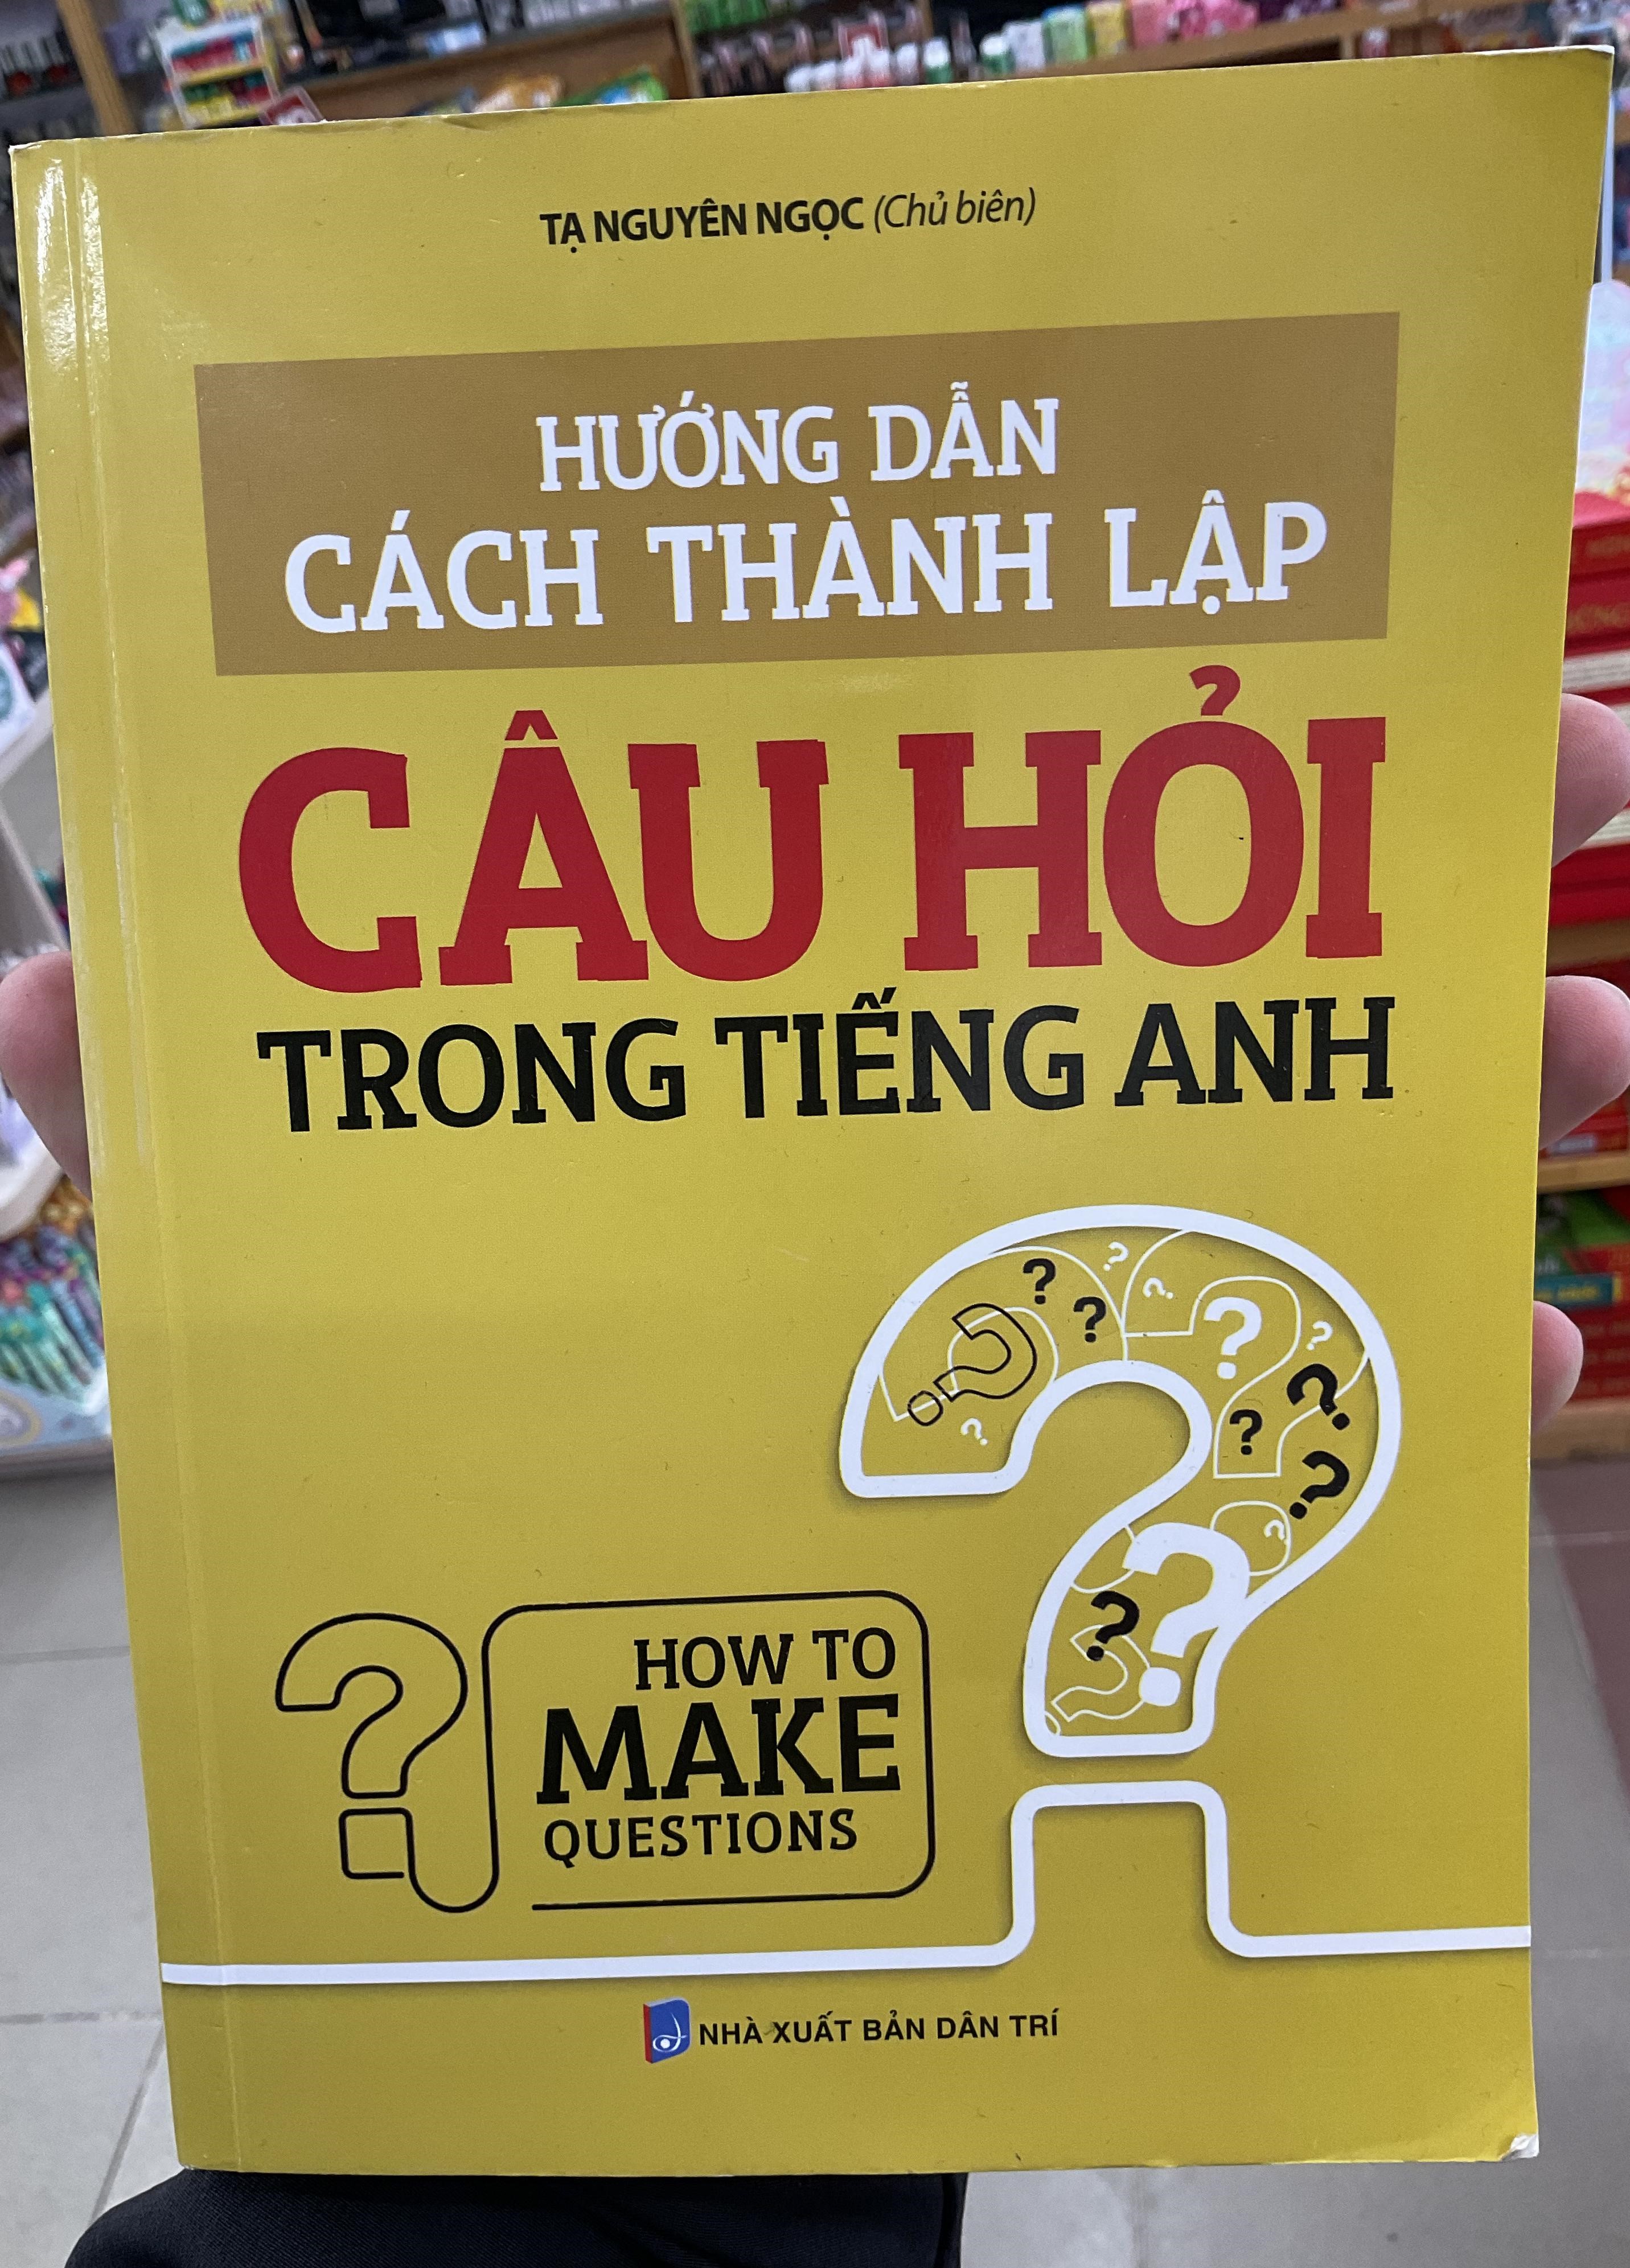 TẠ NGUYÊN NGỌC (Chủ biên)
HƯỚNG DẪN
CÁCH THÀNH LẬP
CÂU HỎI
TRONG TIẾNG ANH
HOW TO
MAKE
QUESTIONS
NHÀ XUẤT BẢN DÂN TRÍ